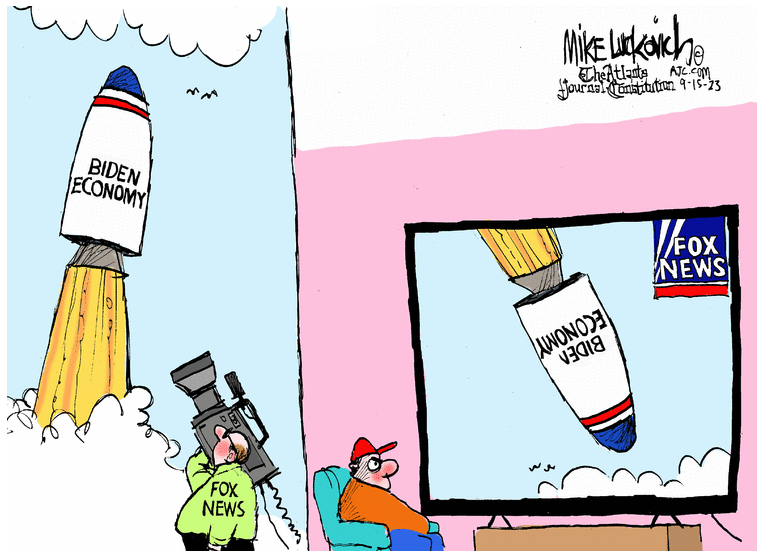 MIKE Luckovich ©
The Atlanta AJC.COM
Journal Constitution 9-15-23
BIDEN
ECONOMY
FOX
NEWS
FOX
NEWS
BIDEN
ECONOMY